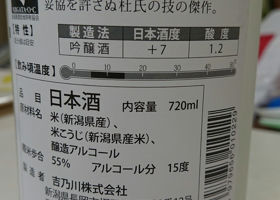 NIIGATA・O・C
妥協を許さぬ杜氏の技の傑作。
【特性】
製造法 日本酒度 酸度
吟醸酒 +7 1.2
【飲み頃温度】
品目 日本酒 内容量 720ml
原材料名 米(新潟県産)、
米こうじ(新潟県産米)、
醸造アルコール
精米歩合 55% アルコール分 15度
製造者 吉乃川株式会社
新潟県長岡市